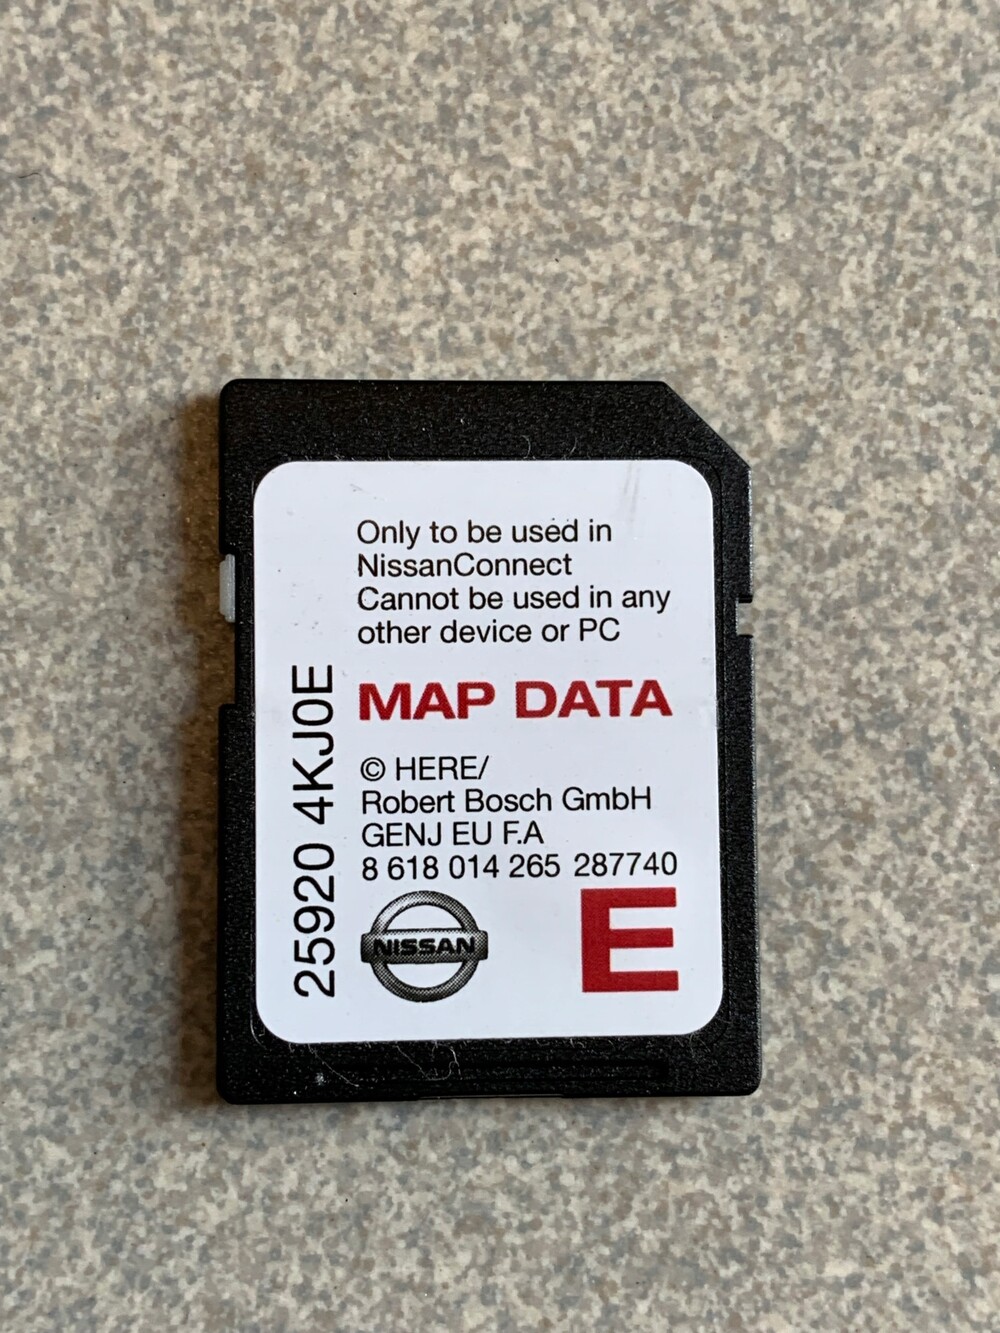 Only to be used in
NissanConnect
Cannot be used in any
other device or PC
MAP DATA
© HERE/
Robert Bosch GmbH
GENJ EU F.A
8 618 014 265 287740
NISSAN
E
25920 4KJ0E